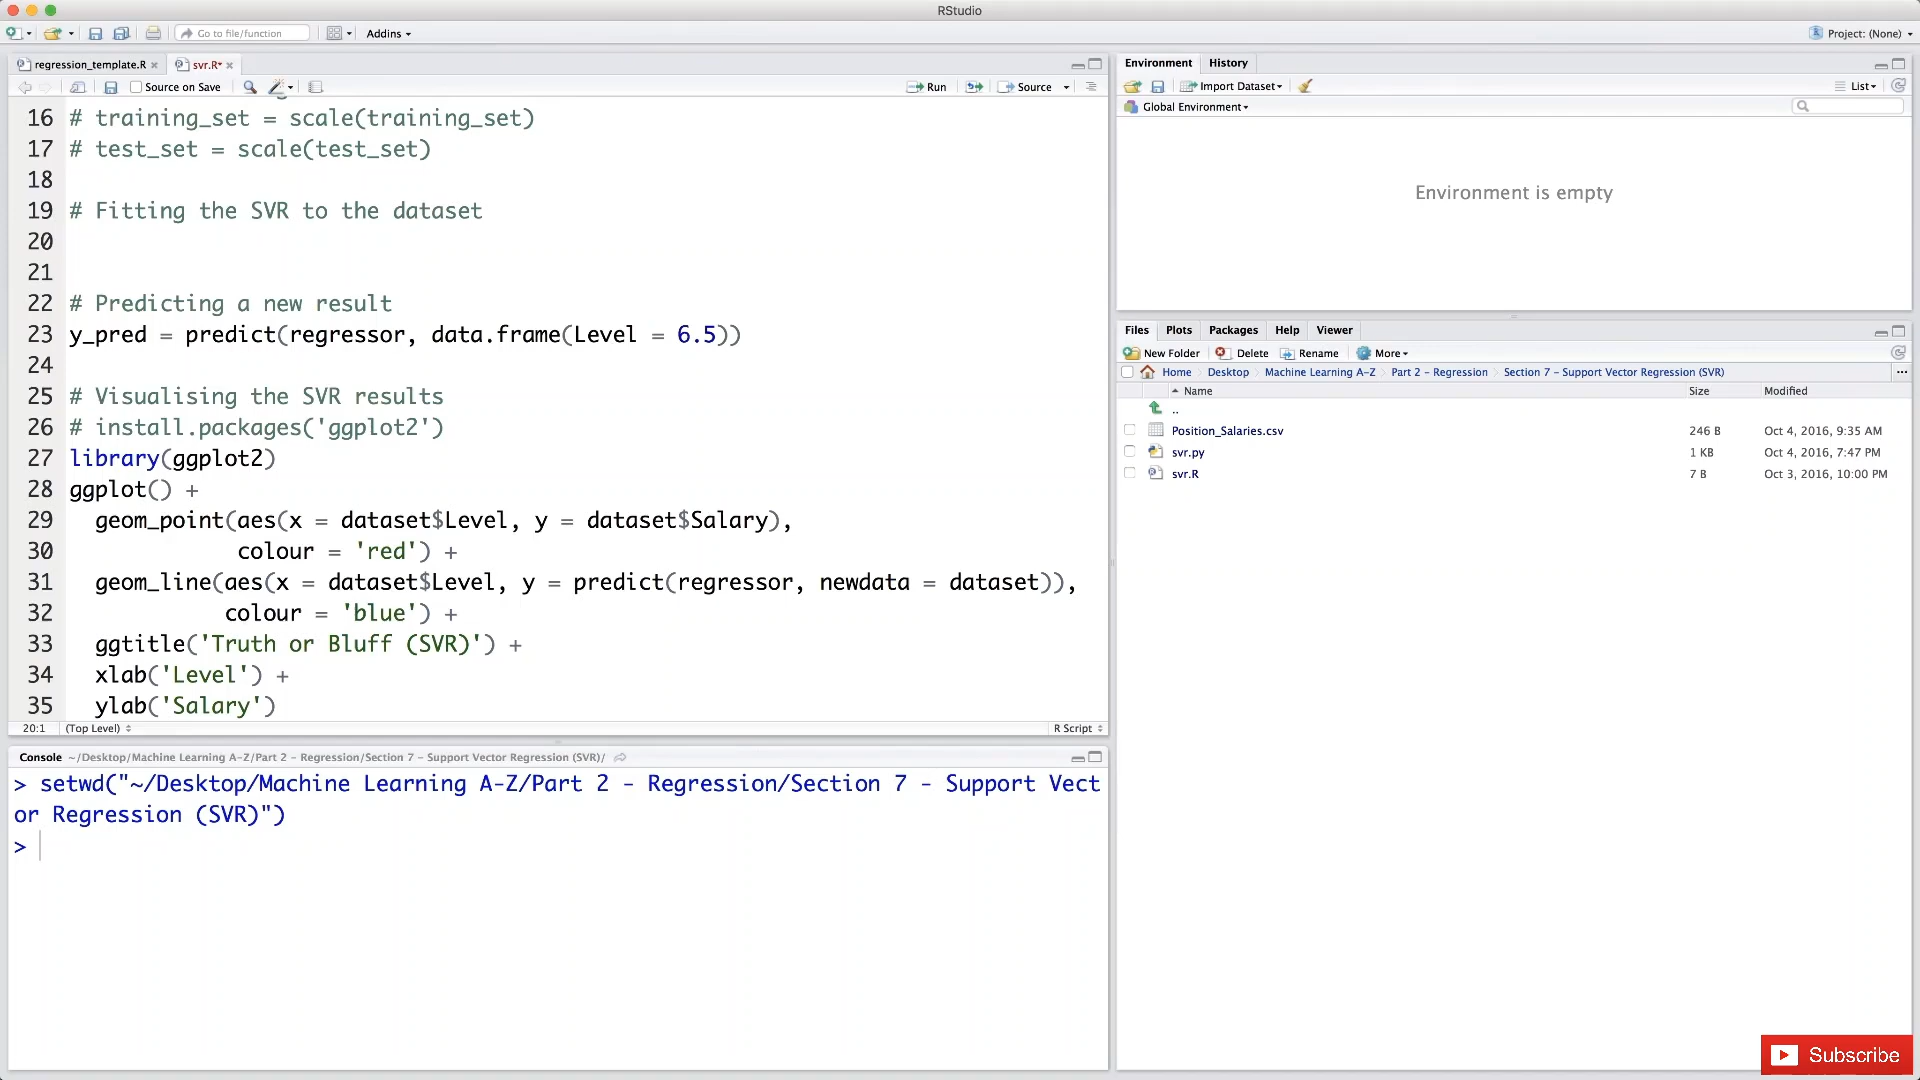 RStudio
Go to file/function
Addins
Project: (None)
regression_template.R
svr.R*
Source on Save
Run
Source
16 # training_set = scale(training_set)
17 # test_set = scale(test_set)
18
19 # Fitting the SVR to the dataset
20
21
22 # Predicting a new result
23 y_pred = predict(regressor, data.frame(Level = 6.5))
24
25 # Visualising the SVR results
26 # install.packages('ggplot2')
27 library(ggplot2)
28 ggplot() +
29 geom_point(aes(x = dataset$Level, y = dataset$Salary),
30 colour = 'red') +
31 geom_line(aes(x = dataset$Level, y = predict(regressor, newdata = dataset)),
32 colour = 'blue') +
33 ggtitle('Truth or Bluff (SVR)') +
34 xlab('Level') +
35 ylab('Salary')
20:1 (Top Level) R Script
Console ~/Desktop/Machine Learning A-Z/Part 2 - Regression/Section 7 - Support Vector Regression (SVR)/
> setwd("~/Desktop/Machine Learning A-Z/Part 2 - Regression/Section 7 - Support Vect
or Regression (SVR)")
>
Environment History
Import Dataset
List
Global Environment
Environment is empty
Files Plots Packages Help Viewer
New Folder Delete Rename More
Home Desktop Machine Learning A-Z Part 2 - Regression Section 7 - Support Vector Regression (SVR) ...
Name Size Modified
..
Position_Salaries.csv 246 B Oct 4, 2016, 9:35 AM
svr.py 1 KB Oct 4, 2016, 7:47 PM
svr.R 7 B Oct 3, 2016, 10:00 PM
Subscribe